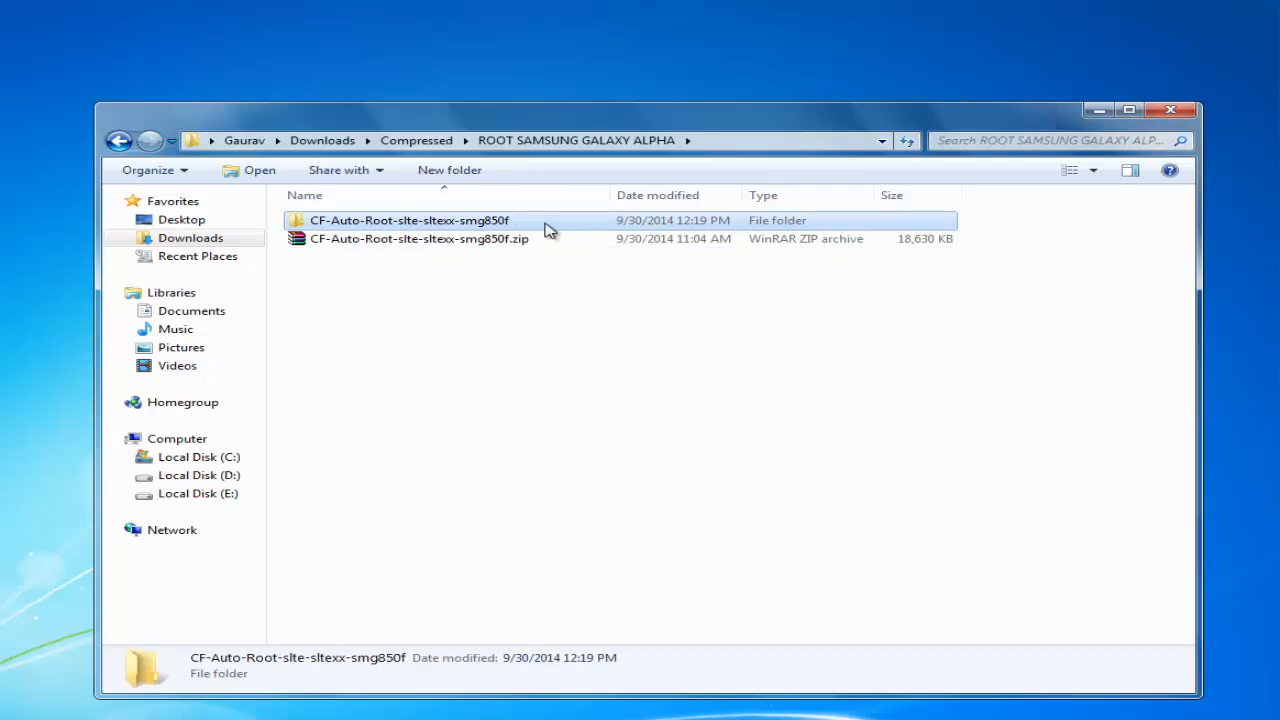 Gaurav Downloads Compressed ROOT SAMSUNG GALAXY ALPHA Search ROOT SAMSUNG GALAXY ALP...
Organize Open Share with New folder
Name Date modified Type Size
Favorites
Desktop
Downloads
Recent Places
Libraries
Documents
Music
Pictures
Videos
Homegroup
Computer
Local Disk (C:)
Local Disk (D:)
Local Disk (E:)
Network
CF-Auto-Root-slte-sltexx-smg850f 9/30/2014 12:19 PM File folder
CF-Auto-Root-slte-sltexx-smg850f.zip 9/30/2014 11:04 AM WinRAR ZIP archive 18,630 KB
CF-Auto-Root-slte-sltexx-smg850f Date modified: 9/30/2014 12:19 PM
File folder